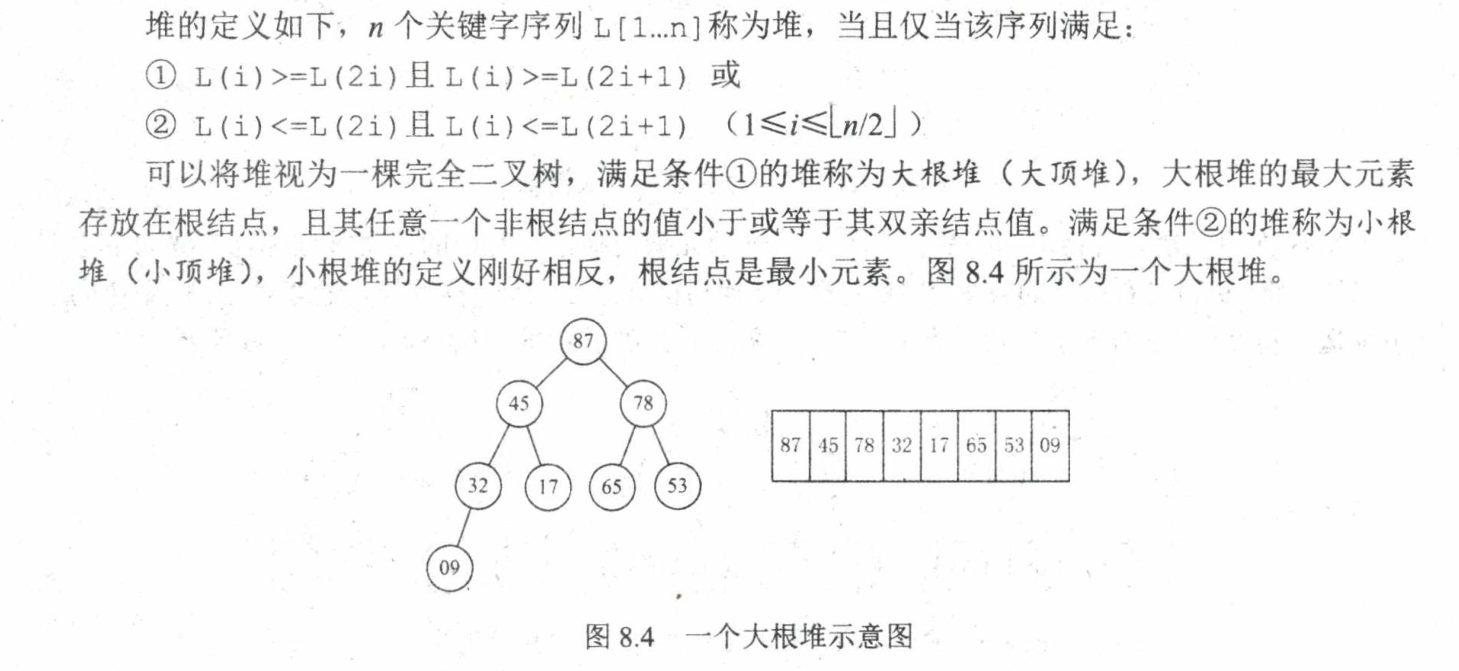 堆的定义如下，n 个关键字序列 L[1…n]称为堆，当且仅当该序列满足：
① L(i)>=L(2i)且 L(i)>=L(2i+1) 或
② L(i)<=L(2i)且 L(i)<=L(2i+1) （1≤i≤⌊n/2⌋）
可以将堆视为一棵完全二叉树，满足条件①的堆称为大根堆（大顶堆），大根堆的最大元素
存放在根结点，且其任意一个非根结点的值小于或等于其双亲结点值。满足条件②的堆称为小根
堆（小顶堆），小根堆的定义刚好相反，根结点是最小元素。图 8.4 所示为一个大根堆。
87
45 78
32 17 65 53
09
87 45 78 32 17 65 53 09
图 8.4 一个大根堆示意图